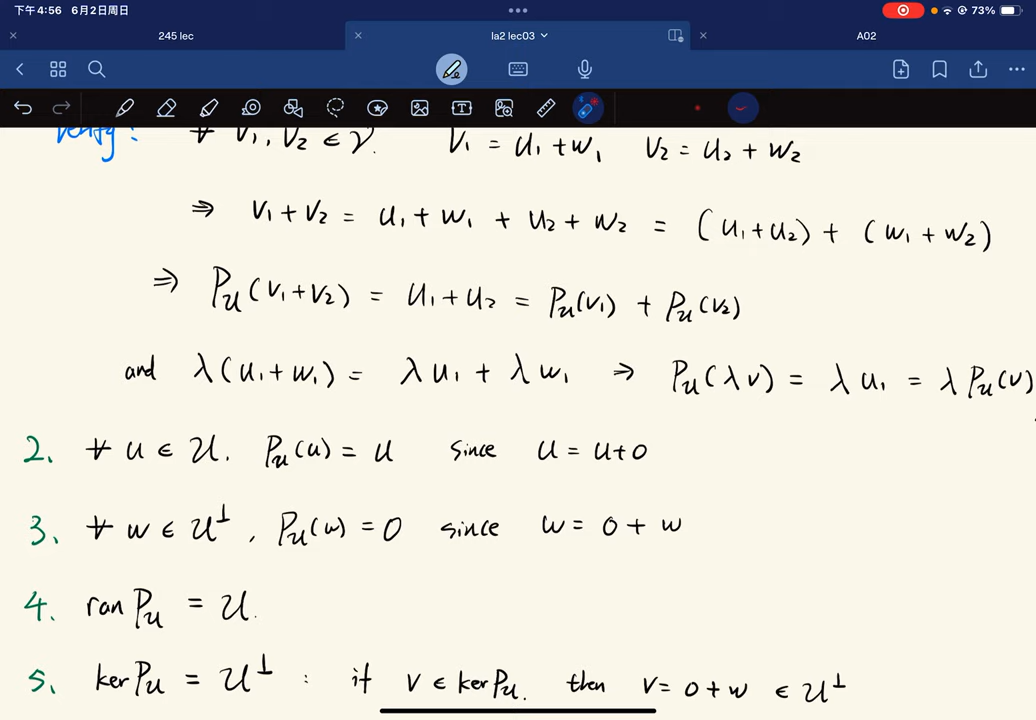 下午4:56 6月2日周日
73%
245 lec
la2 lec03
A02
Verify: ∀ V₁, V₂ ∈ 𝒱. V₁ = U₁ + W₁ V₂ = U₂ + W₂
⇒ V₁ + V₂ = U₁ + W₁ + U₂ + W₂ = (U₁ + U₂) + (W₁ + W₂)
⇒ P_𝒰(V₁ + V₂) = U₁ + U₂ = P_𝒰(V₁) + P_𝒰(V₂)
and λ(U₁ + W₁) = λU₁ + λW₁ ⇒ P_𝒰(λV) = λU₁ = λP_𝒰(V)
2. ∀ u ∈ 𝒰. P_𝒰(u) = u since u = u + 0
3. ∀ w ∈ 𝒰^⊥, P_𝒰(w) = 0 since w = 0 + w
4. ran P_𝒰 = 𝒰.
5. ker P_𝒰 = 𝒰^⊥ : if v ∈ ker P_𝒰. then v = 0 + w ∈ 𝒰^⊥